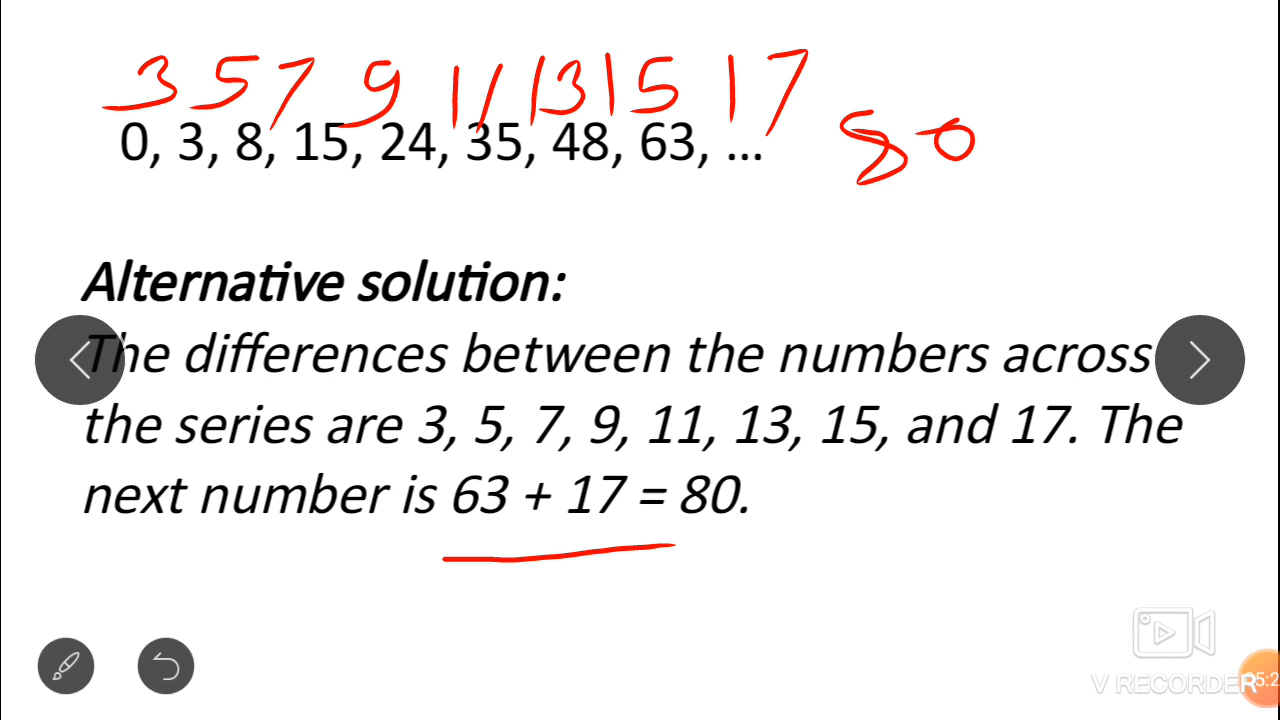 3 5 7 9 11 13 15 17
0, 3, 8, 15, 24, 35, 48, 63, ... 80
Alternative solution:
The differences between the numbers across
the series are 3, 5, 7, 9, 11, 13, 15, and 17. The
next number is 63 + 17 = 80.
V RECORDER